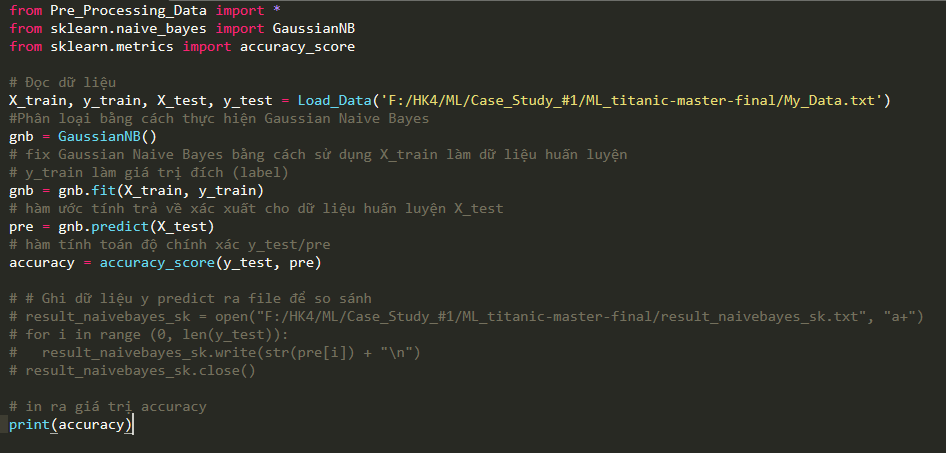 from Pre_Processing_Data import *
from sklearn.naive_bayes import GaussianNB
from sklearn.metrics import accuracy_score
# Đọc dữ liệu
X_train, y_train, X_test, y_test = Load_Data('F:/HK4/ML/Case_Study_#1/ML_titanic-master-final/My_Data.txt')
#Phân loại bằng cách thực hiện Gaussian Naive Bayes
gnb = GaussianNB()
# fix Gaussian Naive Bayes bằng cách sử dụng X_train làm dữ liệu huấn luyện
# y_train làm giá trị đích (label)
gnb = gnb.fit(X_train, y_train)
# hàm ước tính trả về xác xuất cho dữ liệu huấn luyện X_test
pre = gnb.predict(X_test)
# hàm tính toán độ chính xác y_test/pre
accuracy = accuracy_score(y_test, pre)
# # Ghi dữ liệu y predict ra file để so sánh
# result_naivebayes_sk = open("F:/HK4/ML/Case_Study_#1/ML_titanic-master-final/result_naivebayes_sk.txt", "a+")
# for i in range (0, len(y_test)):
#   result_naivebayes_sk.write(str(pre[i]) + "\n")
# result_naivebayes_sk.close()
# in ra giá trị accuracy
print(accuracy)